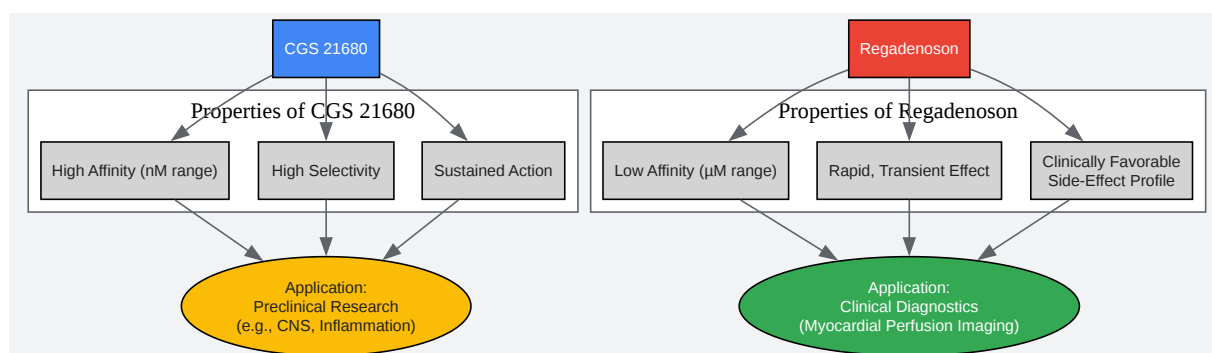 CGS 21680
Regadenoson
Properties of CGS 21680
Properties of Regadenoson
High Affinity (nM range)
High Selectivity
Sustained Action
Low Affinity (µM range)
Rapid, Transient Effect
Clinically Favorable
Side-Effect Profile
Application:
Preclinical Research
(e.g., CNS, Inflammation)
Application:
Clinical Diagnostics
(Myocardial Perfusion Imaging)